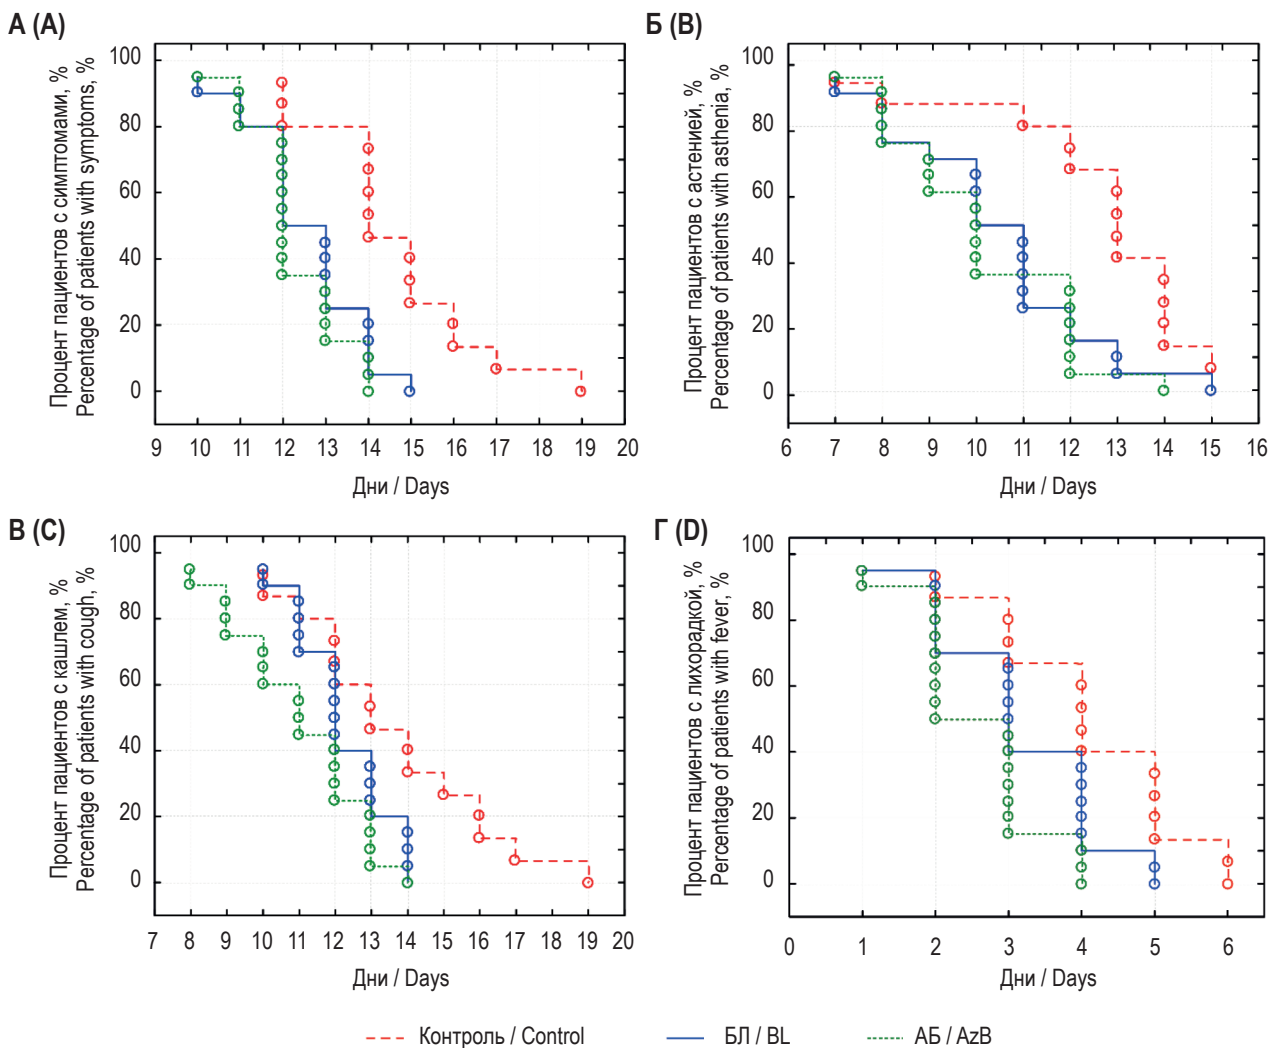 А (A)
Процент пациентов с симптомами, %
Percentage of patients with symptoms, %
100
80
60
40
20
0
9 10 11 12 13 14 15 16 17 18 19 20
Дни / Days
Б (B)
Процент пациентов с астенией, %
Percentage of patients with asthenia, %
100
80
60
40
20
0
6 7 8 9 10 11 12 13 14 15 16
Дни / Days
В (C)
Процент пациентов с кашлем, %
Percentage of patients with cough, %
100
80
60
40
20
0
7 8 9 10 11 12 13 14 15 16 17 18 19 20
Дни / Days
Г (D)
Процент пациентов с лихорадкой, %
Percentage of patients with fever, %
100
80
60
40
20
0
0 1 2 3 4 5 6
Дни / Days
Контроль / Control БЛ / BL АБ / AzB